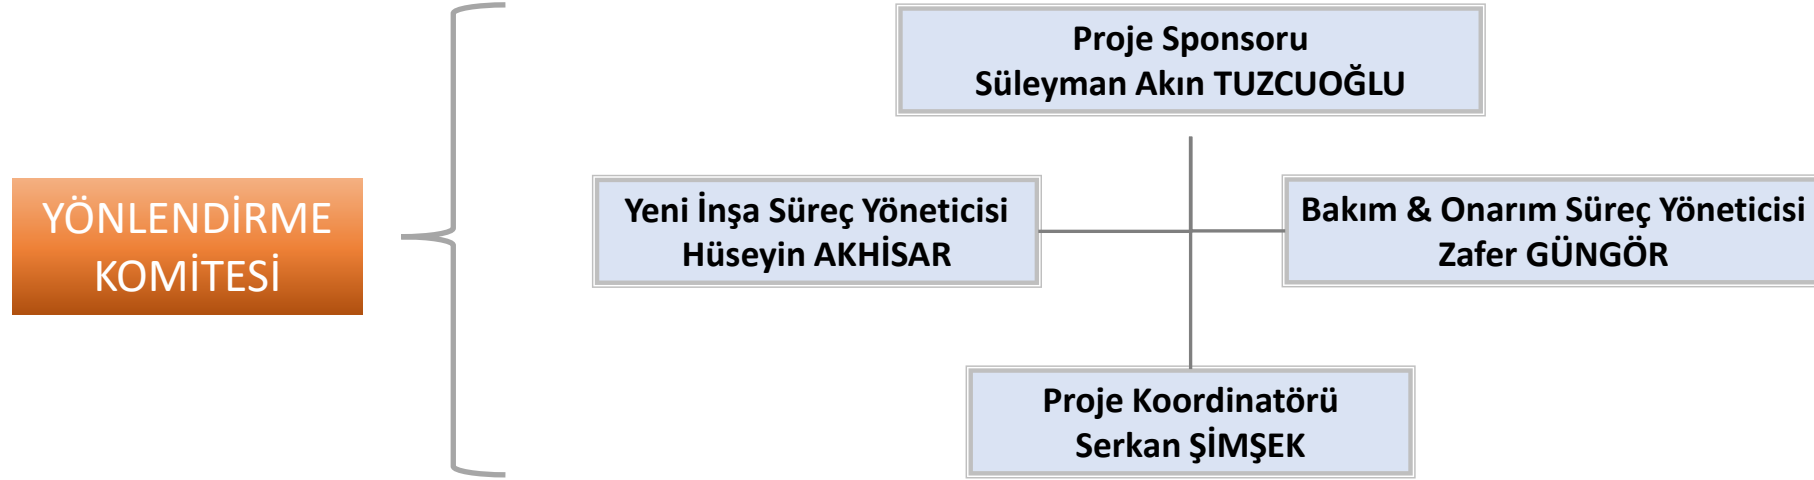 YÖNLENDİRME
KOMİTESİ
Proje Sponsoru
Süleyman Akın TUZCUOĞLU
Yeni İnşa Süreç Yöneticisi
Hüseyin AKHİSAR
Bakım & Onarım Süreç Yöneticisi
Zafer GÜNGÖR
Proje Koordinatörü
Serkan ŞİMŞEK